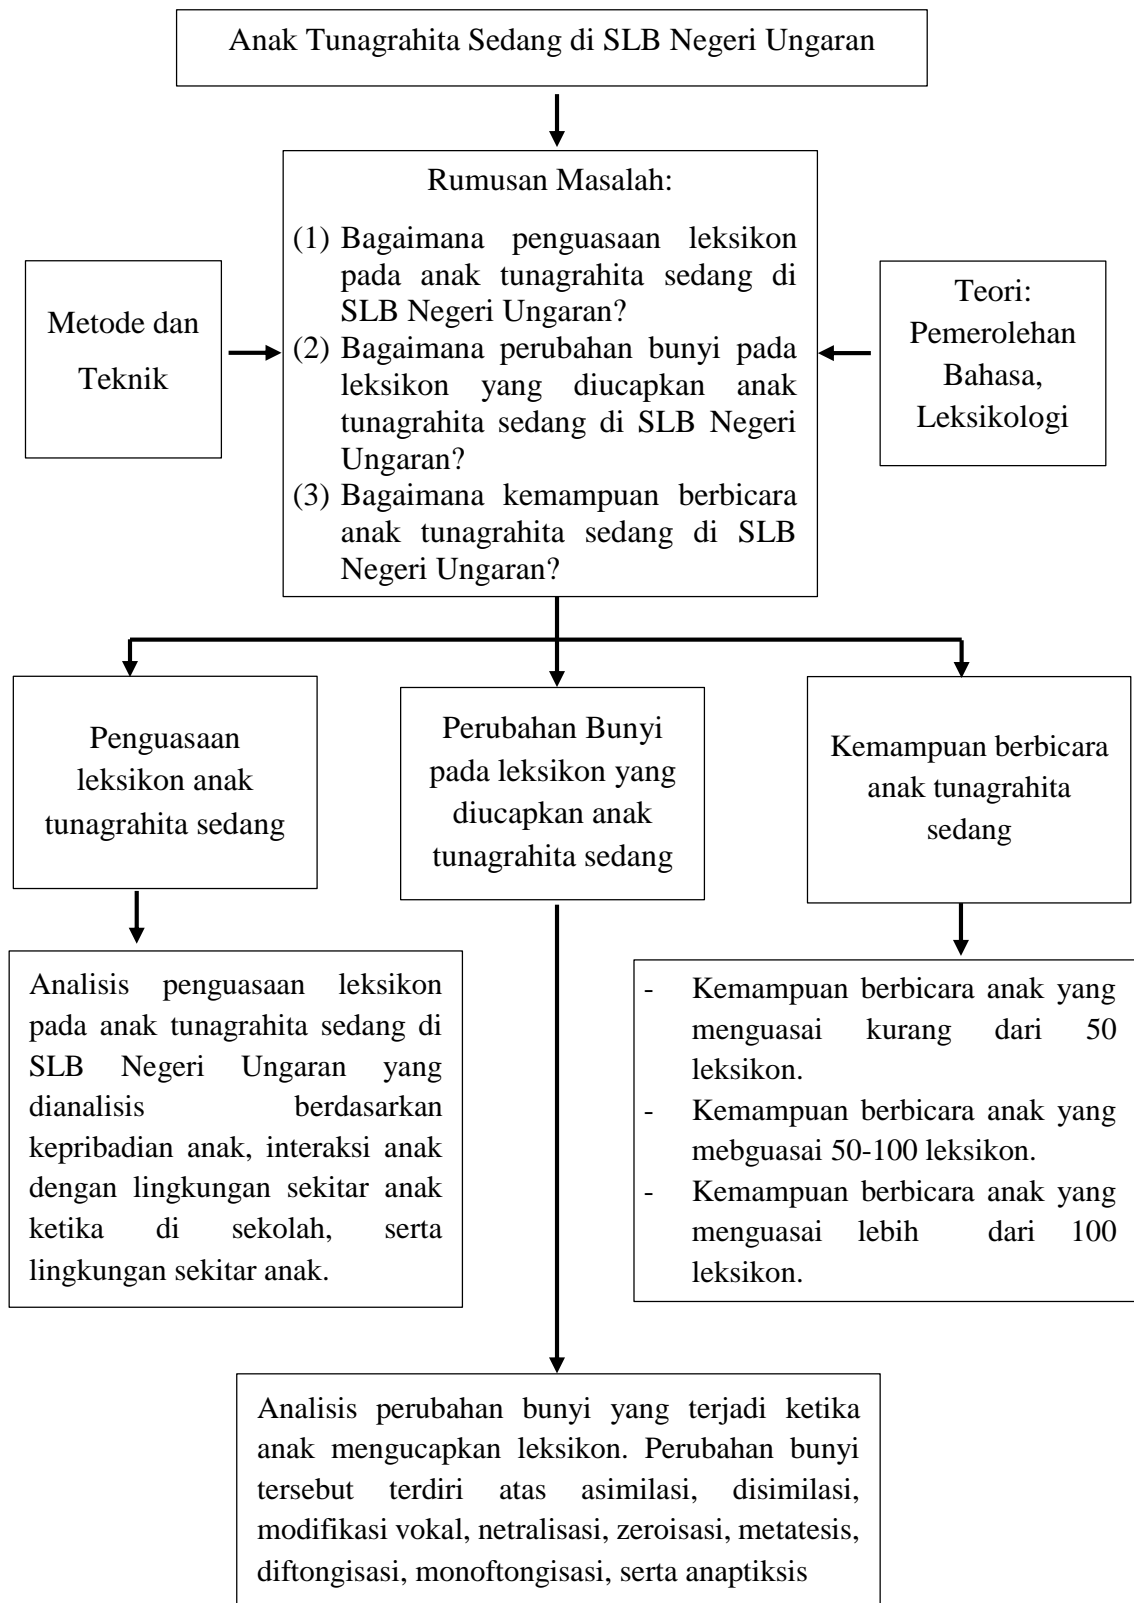 Anak Tunagrahita Sedang di SLB Negeri Ungaran
Rumusan Masalah:
(1) Bagaimana penguasaan leksikon
pada anak tunagrahita sedang di
SLB Negeri Ungaran?
(2) Bagaimana perubahan bunyi pada
leksikon yang diucapkan anak
tunagrahita sedang di SLB Negeri
Ungaran?
(3) Bagaimana kemampuan berbicara
anak tunagrahita sedang di SLB
Negeri Ungaran?
Metode dan
Teknik
Teori:
Pemerolehan
Bahasa,
Leksikologi
Penguasaan
leksikon anak
tunagrahita sedang
Perubahan Bunyi
pada leksikon yang
diucapkan anak
tunagrahita sedang
Kemampuan berbicara
anak tunagrahita
sedang
Analisis penguasaan leksikon
pada anak tunagrahita sedang di
SLB Negeri Ungaran yang
dianalisis berdasarkan
kepribadian anak, interaksi anak
dengan lingkungan sekitar anak
ketika di sekolah, serta
lingkungan sekitar anak.
- Kemampuan berbicara anak yang
menguasai kurang dari 50
leksikon.
- Kemampuan berbicara anak yang
mebguasai 50-100 leksikon.
- Kemampuan berbicara anak yang
menguasai lebih dari 100
leksikon.
Analisis perubahan bunyi yang terjadi ketika
anak mengucapkan leksikon. Perubahan bunyi
tersebut terdiri atas asimilasi, disimilasi,
modifikasi vokal, netralisasi, zeroisasi, metatesis,
diftongisasi, monoftongisasi, serta anaptiksis